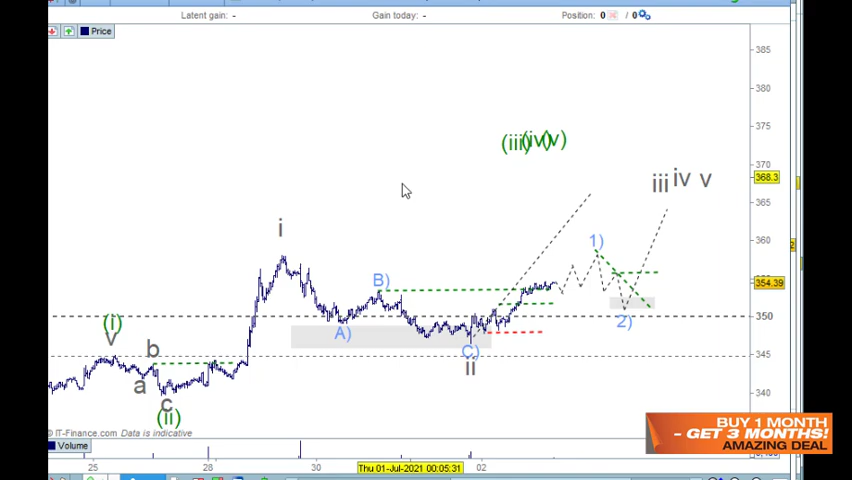 Latent gain: - Gain today: - Position: 0 / 0
Price
385
380
375
370
368.3
365
360
354.39
350
345
340
(iii) (iv) (v)
iii iv v
i
1)
B)
A)
2)
C)
ii
(i)
v
b
a
c
(ii)
© IT-Finance.com Data is indicative
BUY 1 MONTH
- GET 3 MONTHS!
AMAZING DEAL
Volume
25 28 30 Thu 01-Jul-2021 00:05:31 02